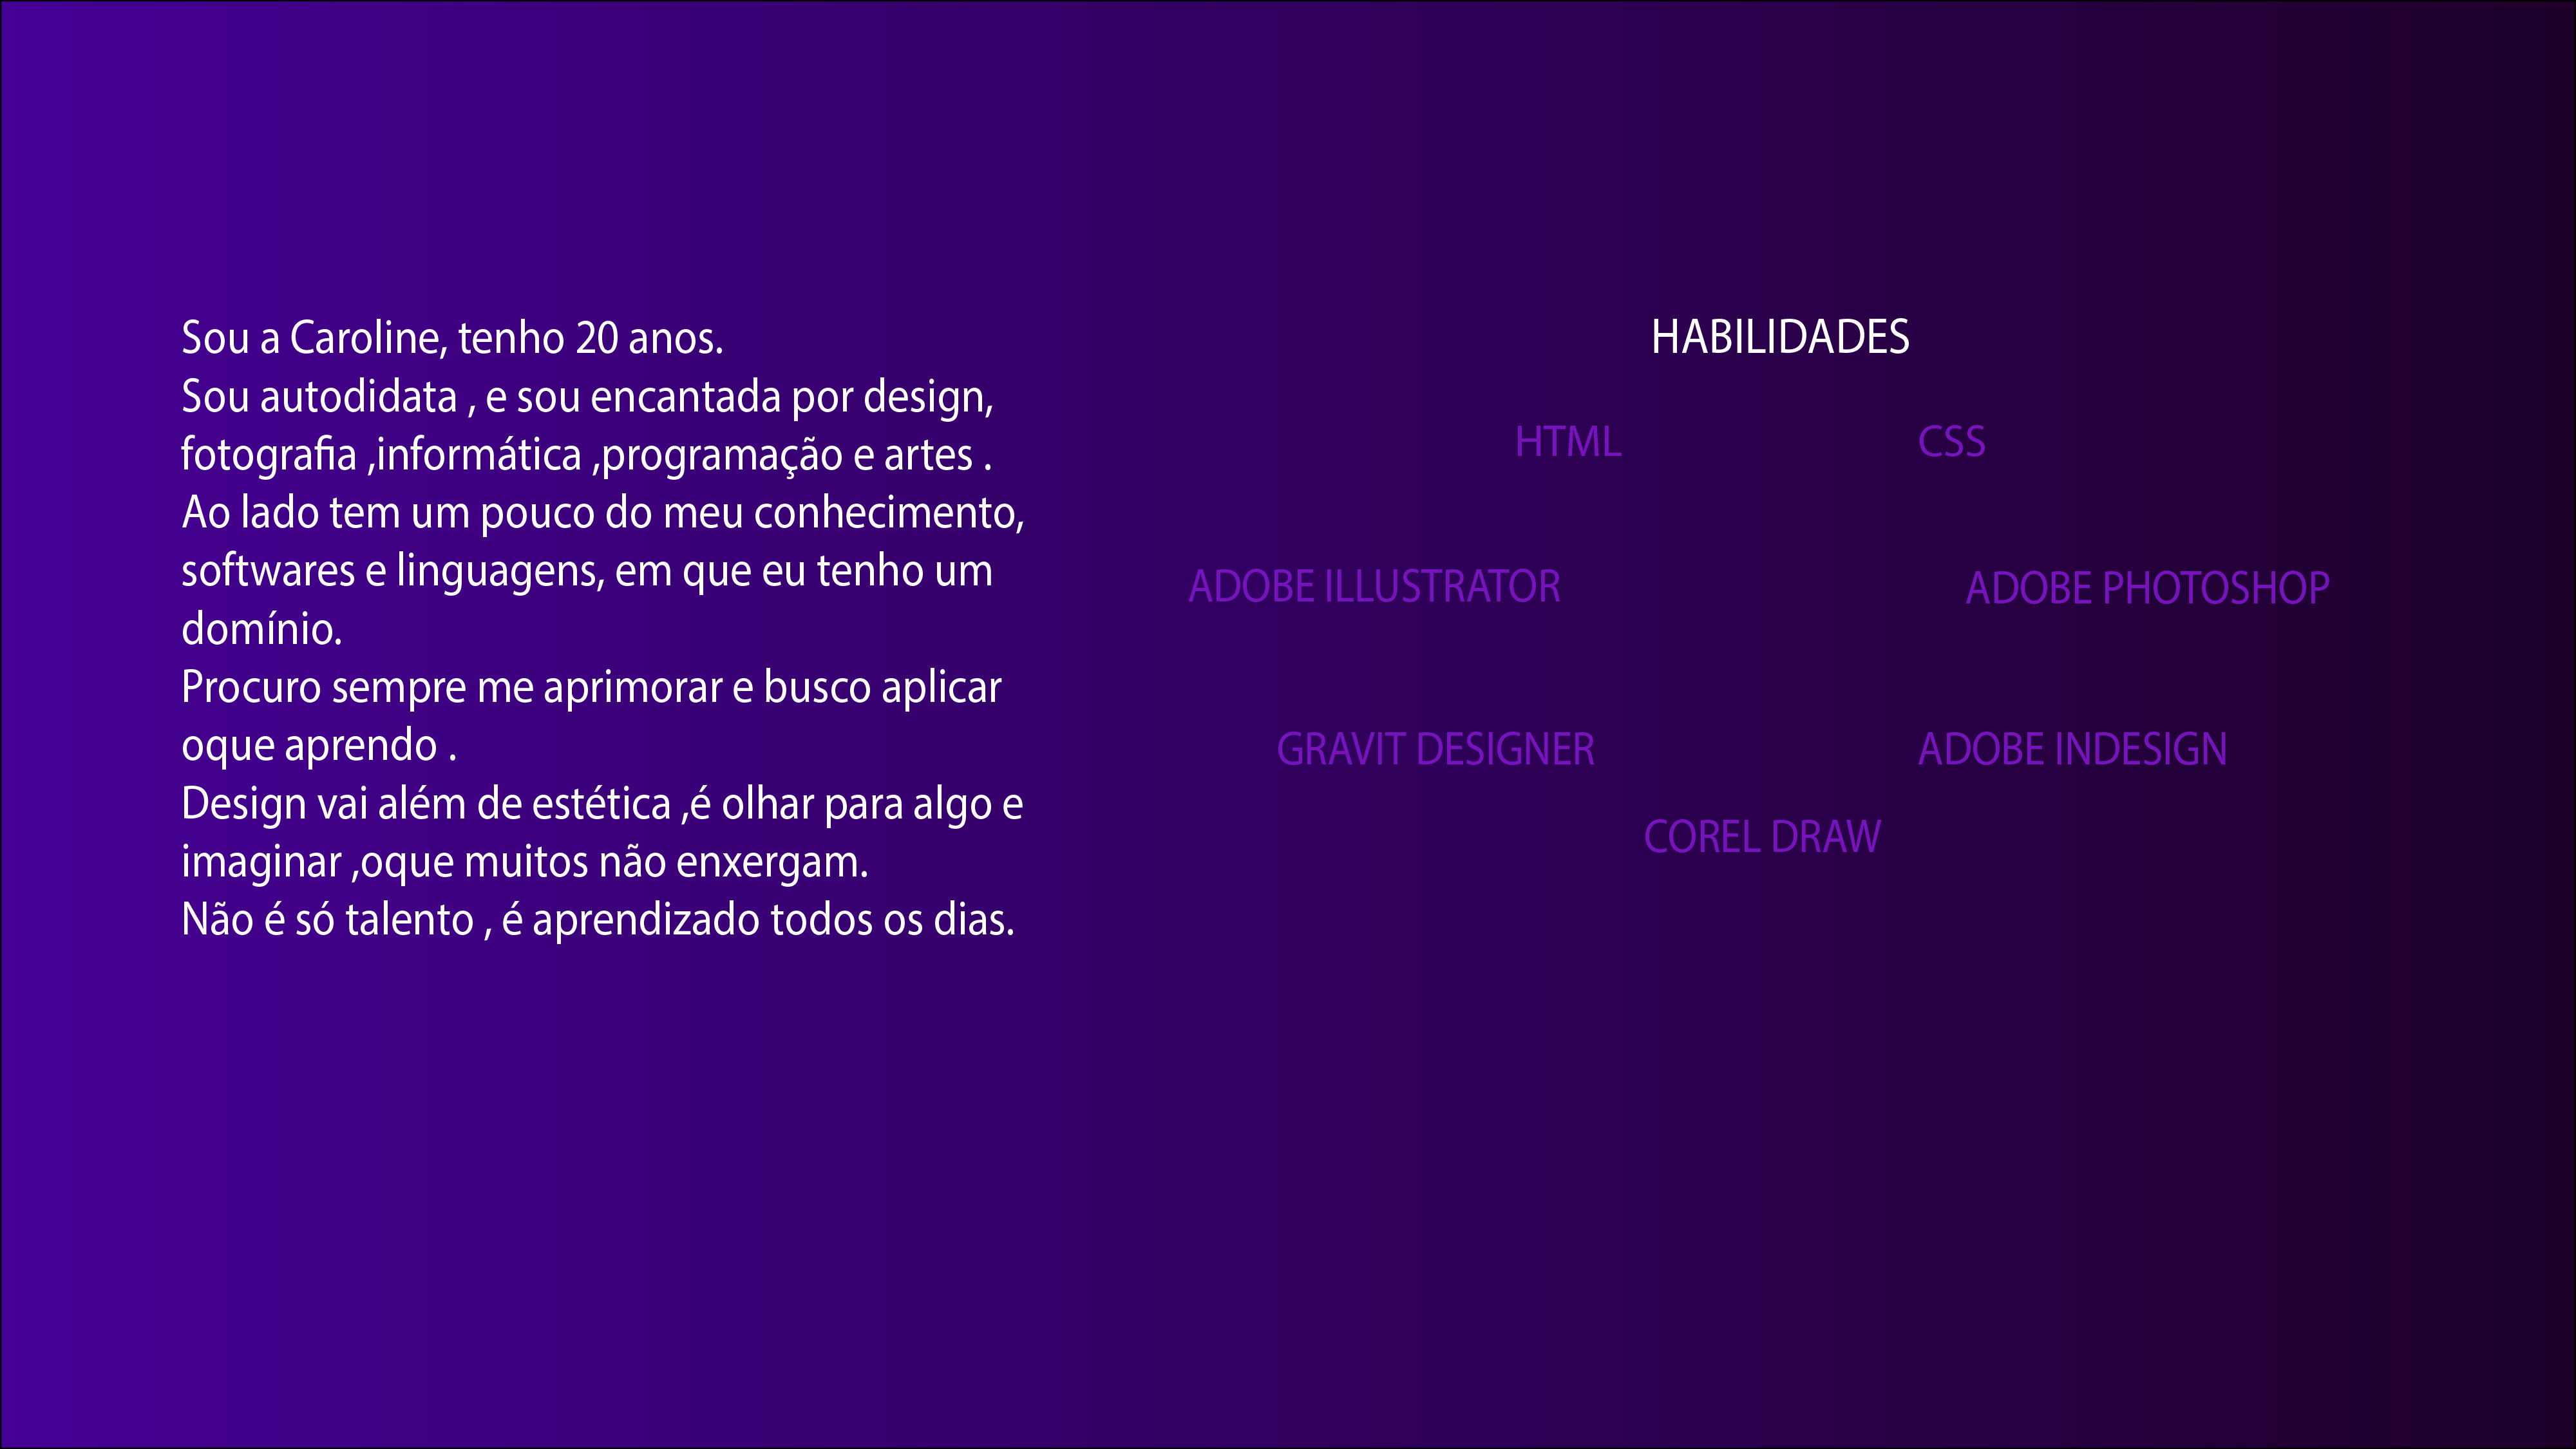 Sou a Caroline, tenho 20 anos.
Sou autodidata , e sou encantada por design,
fotografia ,informática ,programação e artes .
Ao lado tem um pouco do meu conhecimento,
softwares e linguagens, em que eu tenho um
domínio.
Procuro sempre me aprimorar e busco aplicar
oque aprendo .
Design vai além de estética ,é olhar para algo e
imaginar ,oque muitos não enxergam.
Não é só talento , é aprendizado todos os dias.
HABILIDADES
HTML
CSS
ADOBE ILLUSTRATOR
ADOBE PHOTOSHOP
GRAVIT DESIGNER
ADOBE INDESIGN
COREL DRAW